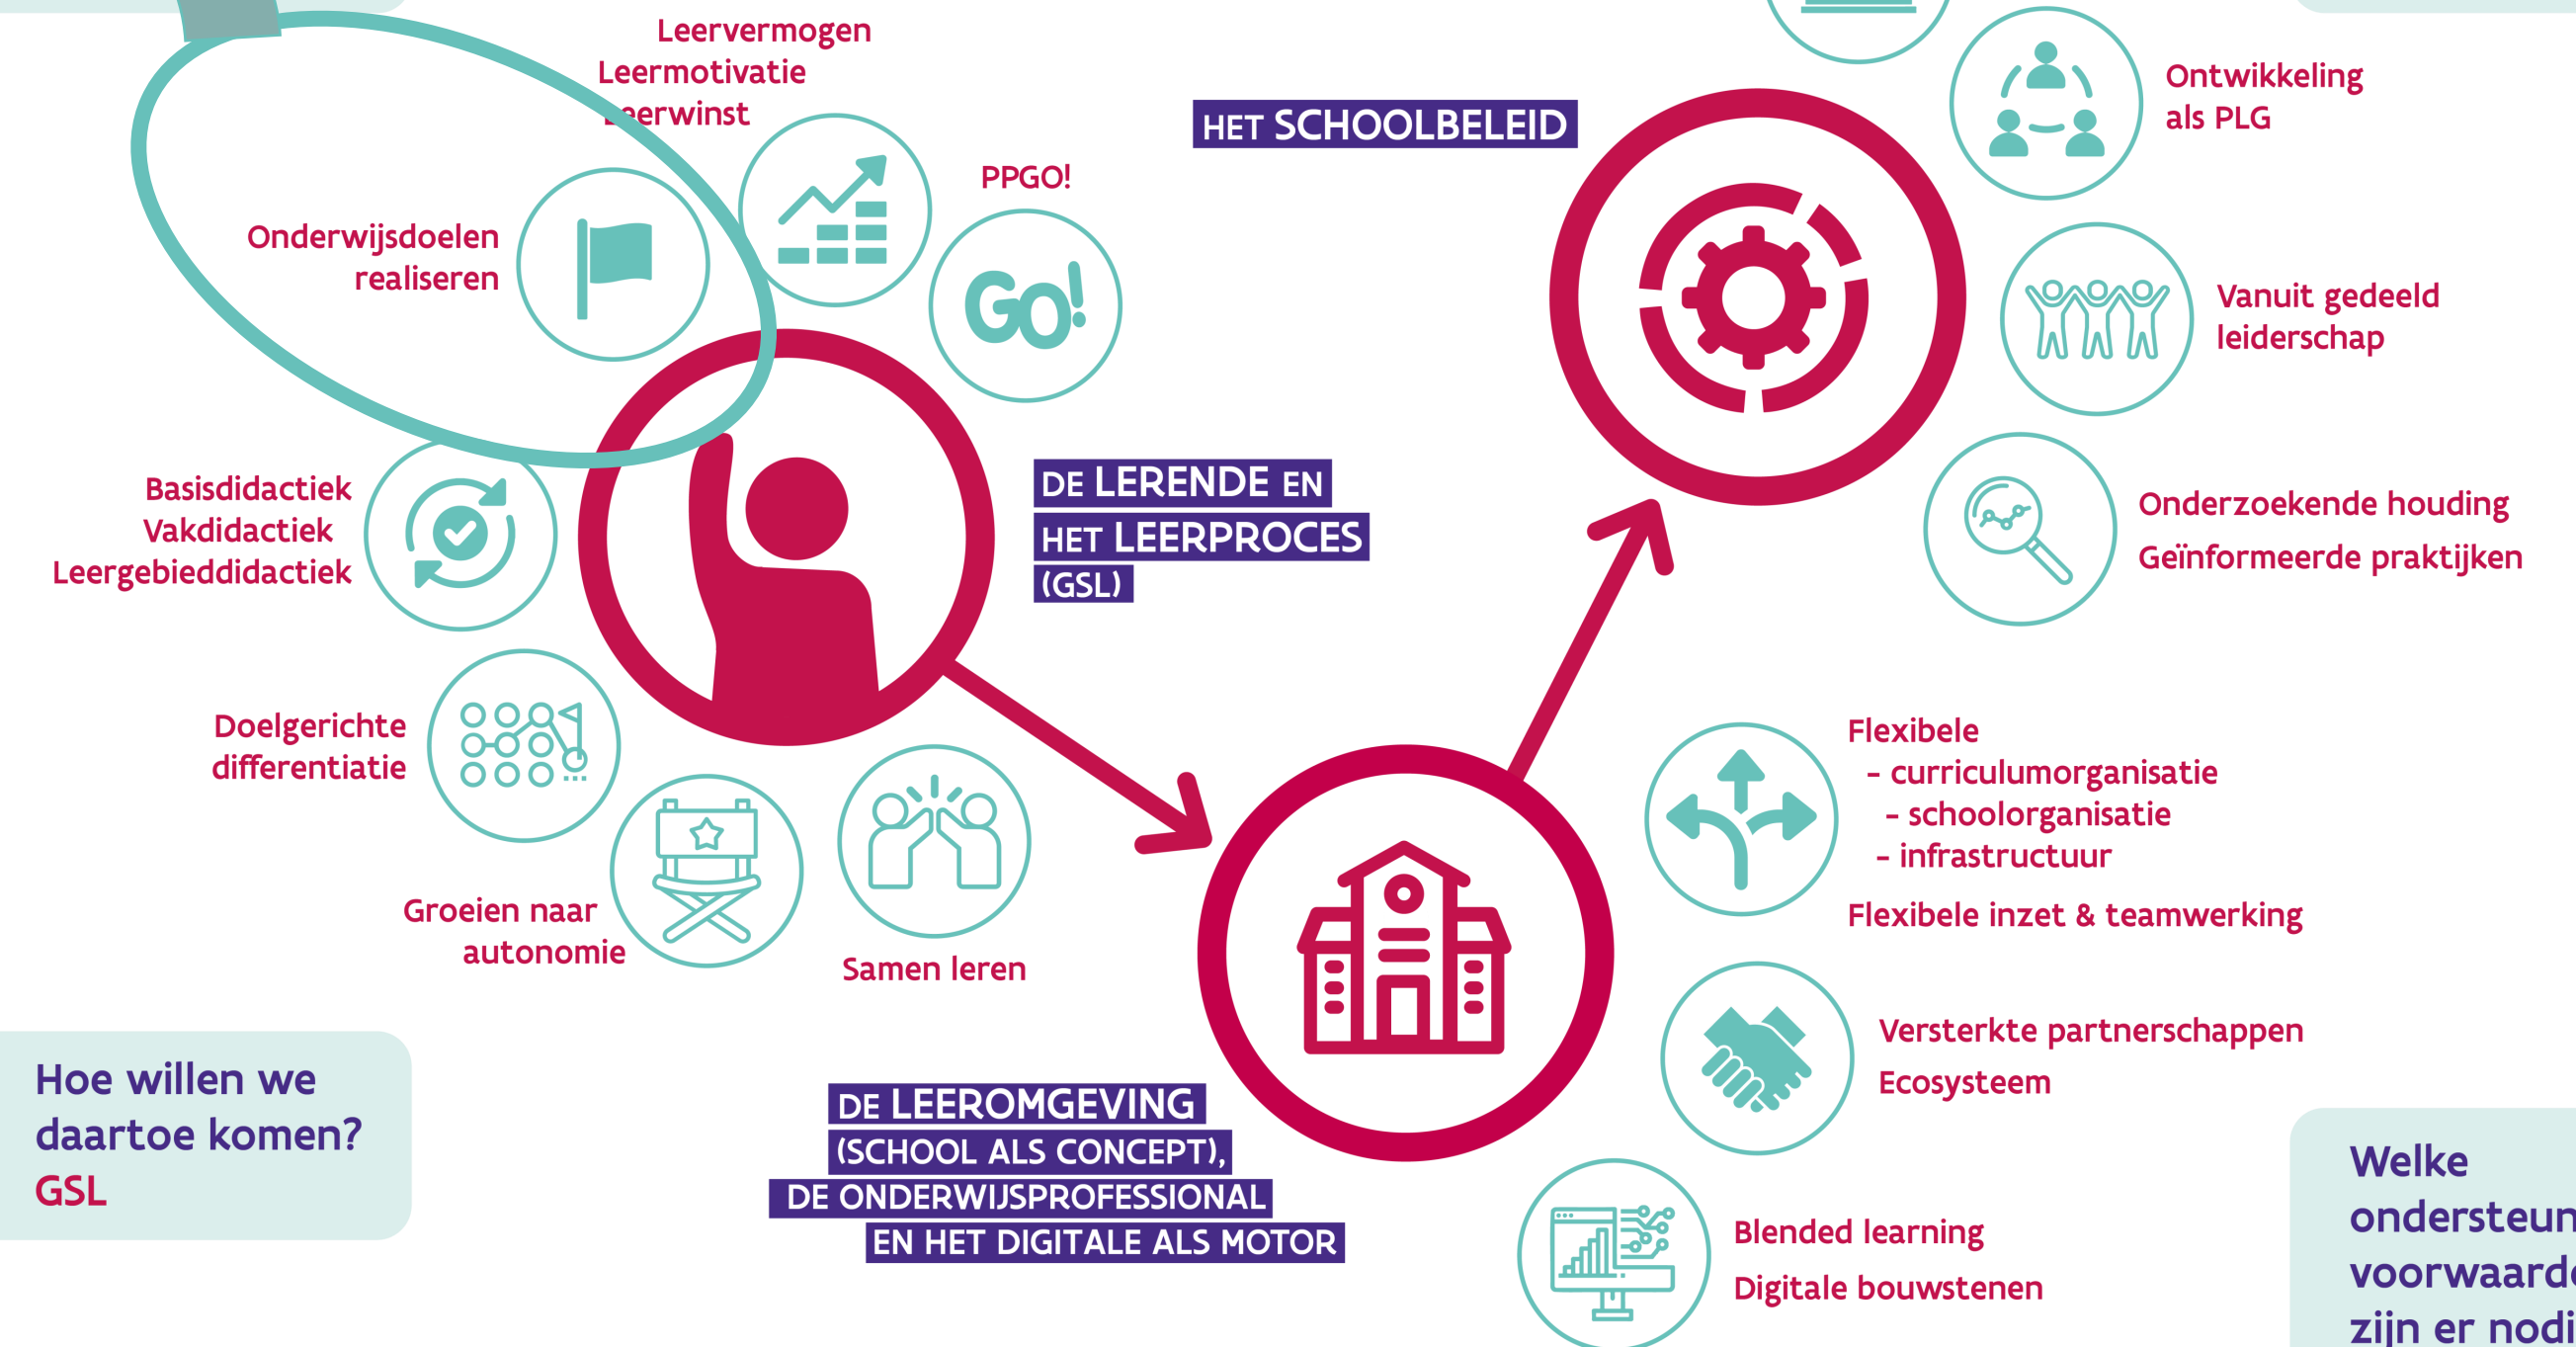 Leervermogen
Leermotivatie
Leerwinst
PPGO!
GO!
Onderwijsdoelen
realiseren
Basisdidactiek
Vakdidactiek
Leergebieddidactiek
Doelgerichte
differentiatie
Groeien naar
autonomie
Samen leren
DE LERENDE EN
HET LEERPROCES
(GSL)
HET SCHOOLBELEID
Ontwikkeling
als PLG
Vanuit gedeeld
leiderschap
Onderzoekende houding
Geïnformeerde praktijken
Flexibele
- curriculumorganisatie
- schoolorganisatie
- infrastructuur
Flexibele inzet & teamwerking
Versterkte partnerschappen
Ecosysteem
Blended learning
Digitale bouwstenen
DE LEEROMGEVING
(SCHOOL ALS CONCEPT),
DE ONDERWIJSPROFESSIONAL
EN HET DIGITALE ALS MOTOR
Hoe willen we
daartoe komen?
GSL
Welke
zijn er